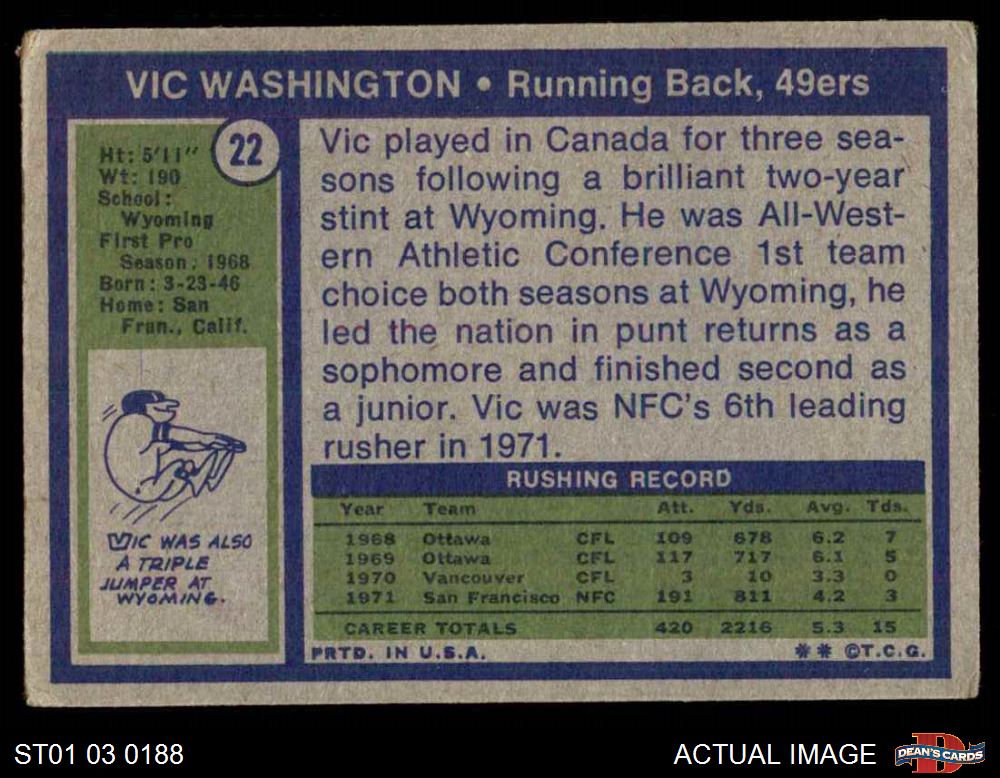 VIC WASHINGTON • Running Back, 49ers
22
Ht: 5'11"
Wt: 190
School:
Wyoming
First Pro
Season: 1968
Born: 3-23-46
Home: San
Fran., Calif.
VIC WAS ALSO
A TRIPLE
JUMPER AT
WYOMING.
Vic played in Canada for three sea-
sons following a brilliant two-year
stint at Wyoming. He was All-West-
ern Athletic Conference 1st team
choice both seasons at Wyoming, he
led the nation in punt returns as a
sophomore and finished second as
a junior. Vic was NFC's 6th leading
rusher in 1971.
RUSHING RECORD
Year Team Att. Yds. Avg. Tds.
1968 Ottawa CFL 109 678 6.2 7
1969 Ottawa CFL 117 717 6.1 5
1970 Vancouver CFL 3 10 3.3 0
1971 San Francisco NFC 191 811 4.2 3
CAREER TOTALS 420 2216 5.3 15
PRTD. IN U.S.A. ** ©T.C.G.
ST01 03 0188
ACTUAL IMAGE
DEAN'S CARDS